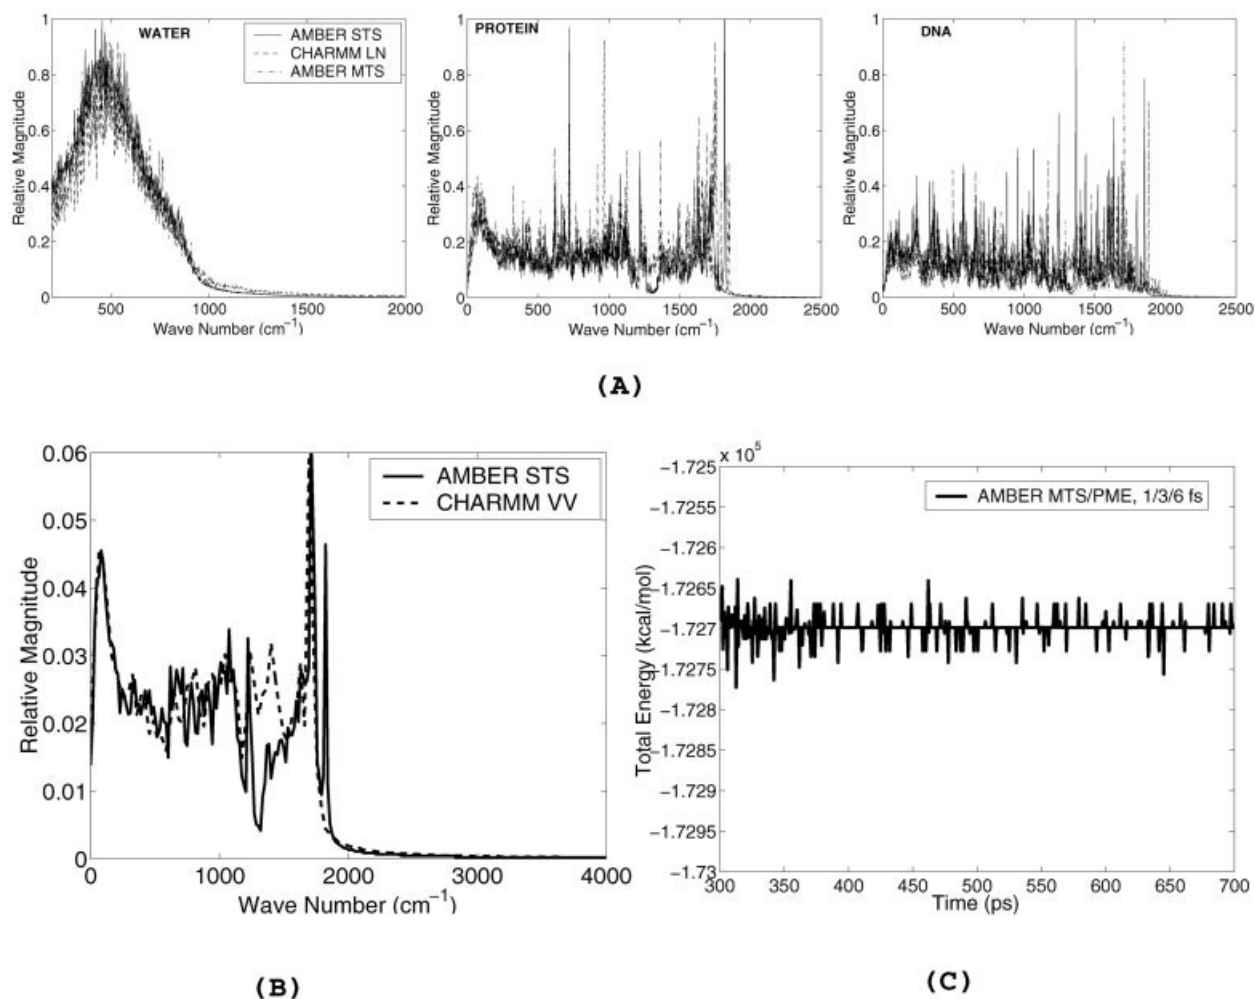 WATER
AMBER STS
CHARMM LN
AMBER MTS
Relative Magnitude
1
0.8
0.6
0.4
0.2
0
500 1000 1500 2000
Wave Number (cm⁻¹)
PROTEIN
Relative Magnitude
1
0.8
0.6
0.4
0.2
0
0 500 1000 1500 2000 2500
Wave Number (cm⁻¹)
DNA
Relative Magnitude
1
0.8
0.6
0.4
0.2
0
0 500 1000 1500 2000 2500
Wave Number (cm⁻¹)
(A)
AMBER STS
CHARMM VV
Relative Magnitude
0.06
0.05
0.04
0.03
0.02
0.01
0
0 1000 2000 3000 4000
Wave Number (cm⁻¹)
(B)
x 10⁵
AMBER MTS/PME, 1/3/6 fs
Total Energy (kcal/mol)
−1.725
−1.7255
−1.726
−1.7265
−1.727
−1.7275
−1.728
−1.7285
−1.729
−1.7295
−1.73
300 350 400 450 500 550 600 650 700
Time (ps)
(C)